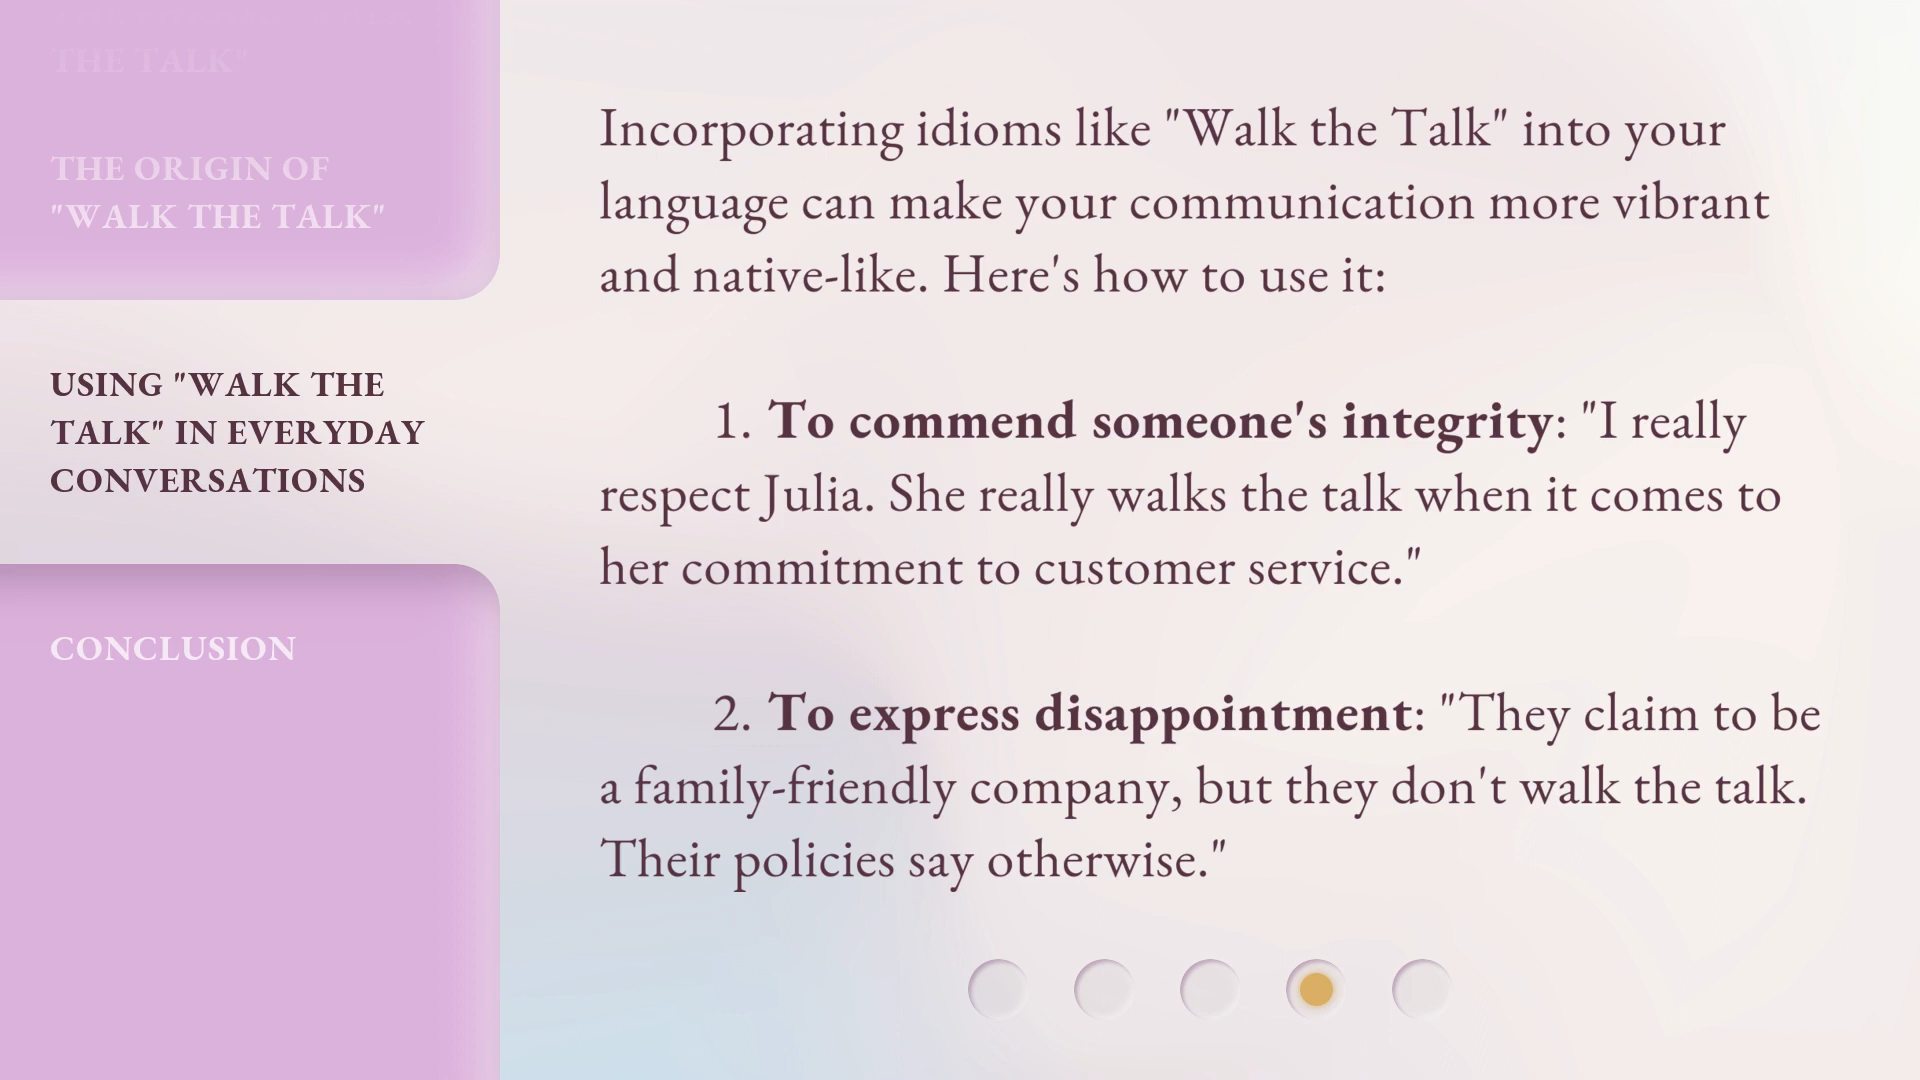 THE TALK"
THE ORIGIN OF
"WALK THE TALK"
USING "WALK THE
TALK" IN EVERYDAY
CONVERSATIONS
CONCLUSION
Incorporating idioms like "Walk the Talk" into your
language can make your communication more vibrant
and native-like. Here's how to use it:
1. To commend someone's integrity: "I really
respect Julia. She really walks the talk when it comes to
her commitment to customer service."
2. To express disappointment: "They claim to be
a family-friendly company, but they don't walk the talk.
Their policies say otherwise."